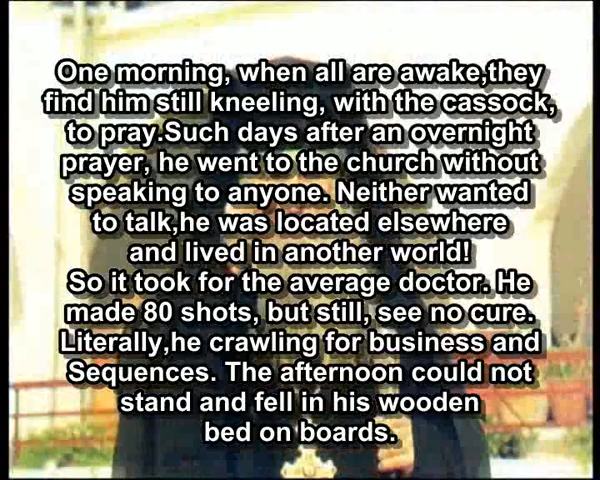 One morning, when all are awake,they
find him still kneeling, with the cassock,
to pray.Such days after an overnight
prayer, he went to the church without
speaking to anyone. Neither wanted
to talk,he was located elsewhere
and lived in another world!
So it took for the average doctor. He
made 80 shots, but still, see no cure.
Literally,he crawling for business and
Sequences. The afternoon could not
stand and fell in his wooden
bed on boards.